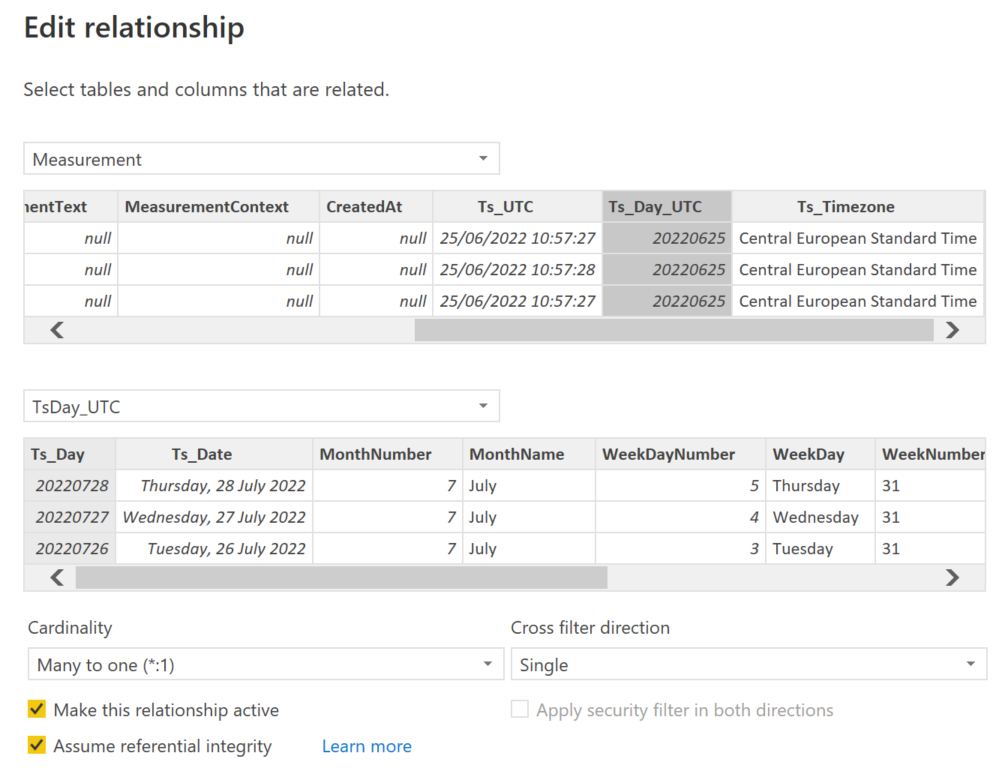 Edit relationship
Select tables and columns that are related.
Measurement
nentText MeasurementContext CreatedAt Ts_UTC Ts_Day_UTC Ts_Timezone
null null null 25/06/2022 10:57:27 20220625 Central European Standard Time
null null null 25/06/2022 10:57:28 20220625 Central European Standard Time
null null null 25/06/2022 10:57:27 20220625 Central European Standard Time
TsDay_UTC
Ts_Day Ts_Date MonthNumber MonthName WeekDayNumber WeekDay WeekNumber
20220728 Thursday, 28 July 2022 7 July 5 Thursday 31
20220727 Wednesday, 27 July 2022 7 July 4 Wednesday 31
20220726 Tuesday, 26 July 2022 7 July 3 Tuesday 31
Cardinality Cross filter direction
Many to one (*:1) Single
Make this relationship active Apply security filter in both directions
Assume referential integrity Learn more